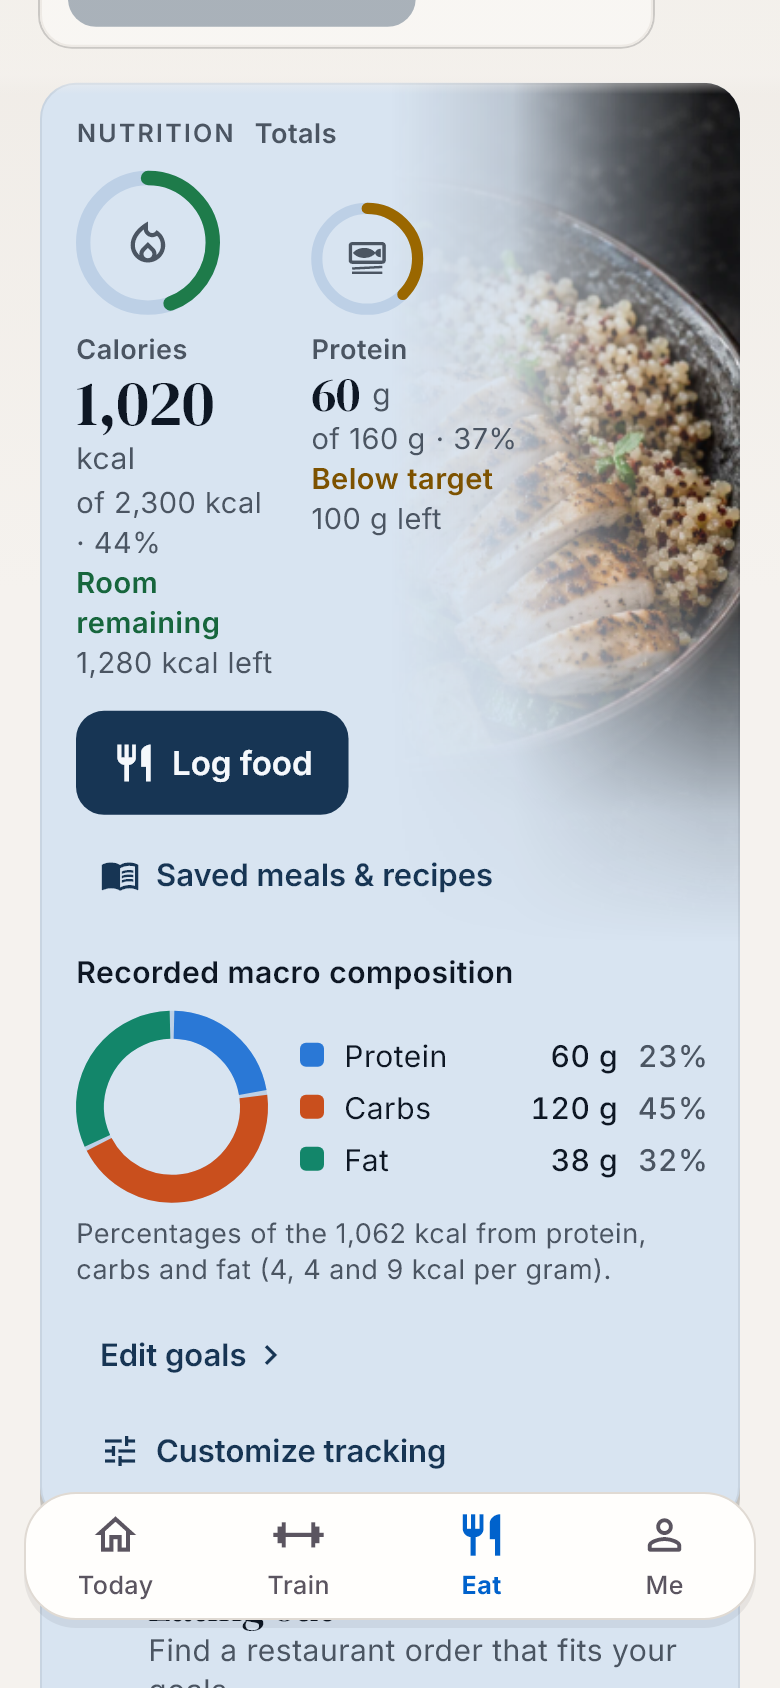 NUTRITION Totals
Calories
1,020
kcal
of 2,300 kcal
· 44%
Room
remaining
1,280 kcal left
Protein
60 g
of 160 g · 37%
Below target
100 g left
Log food
Saved meals & recipes
Recorded macro composition
Protein 60 g 23%
Carbs 120 g 45%
Fat 38 g 32%
Percentages of the 1,062 kcal from protein,
carbs and fat (4, 4 and 9 kcal per gram).
Edit goals
Customize tracking
Today
Train
Eat
Me
Find a restaurant order that fits your